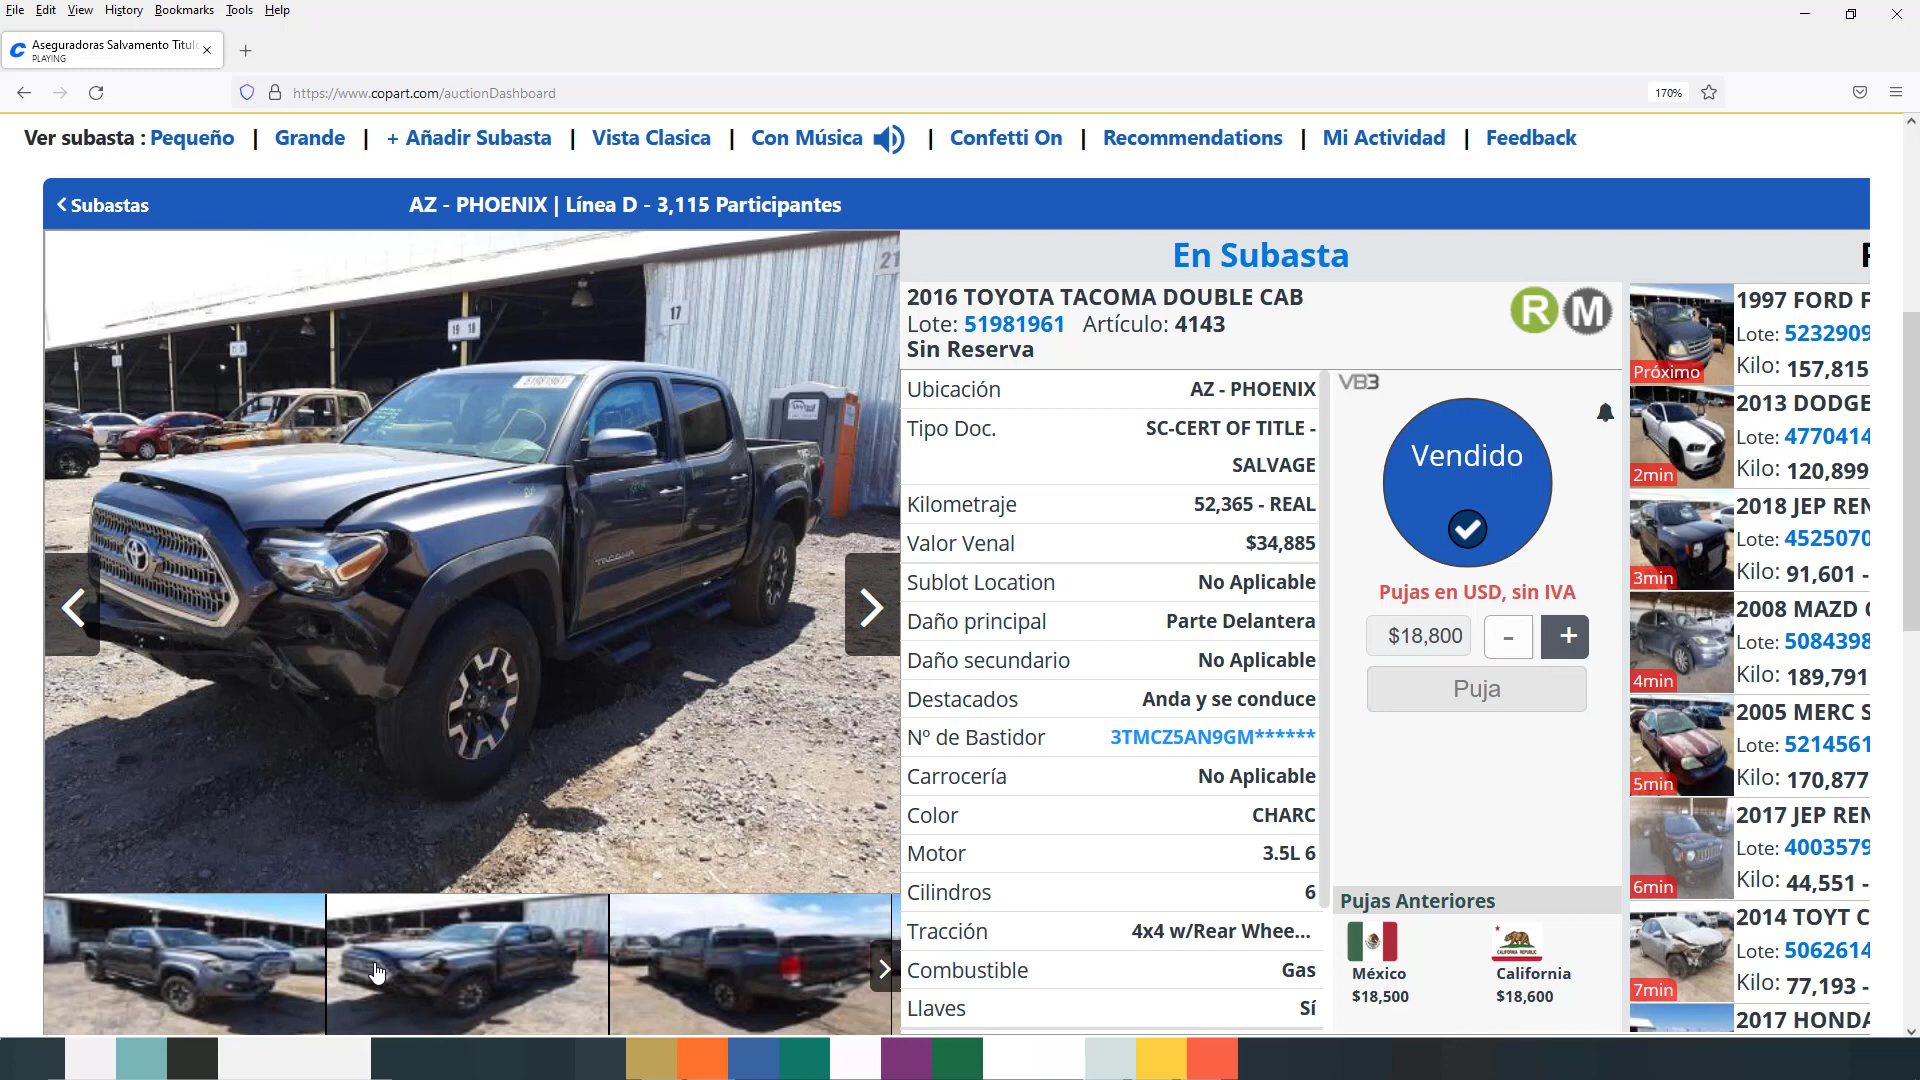 File Edit View History Bookmarks Tools Help
Aseguradoras Salvamento Titul
PLAYING
https://www.copart.com/auctionDashboard
170%
Ver subasta : Pequeño | Grande | + Añadir Subasta | Vista Clasica | Con Música | Confetti On | Recommendations | Mi Actividad | Feedback
Subastas
AZ - PHOENIX | Línea D - 3,115 Participantes
En Subasta
2016 TOYOTA TACOMA DOUBLE CAB
Lote: 51981961 Artículo: 4143
Sin Reserva
R M
21
17
19 18
TACOMA
Ubicación AZ - PHOENIX
Tipo Doc. SC-CERT OF TITLE -
SALVAGE
Kilometraje 52,365 - REAL
Valor Venal $34,885
Sublot Location No Aplicable
Daño principal Parte Delantera
Daño secundario No Aplicable
Destacados Anda y se conduce
Nº de Bastidor 3TMCZ5AN9GM******
Carrocería No Aplicable
Color CHARC
Motor 3.5L 6
Cilindros 6
Tracción 4x4 w/Rear Whee...
Combustible Gas
Llaves Sí
VB3
Vendido
Pujas en USD, sin IVA
$18,800 - +
Puja
Pujas Anteriores
México California
$18,500 $18,600
1997 FORD F
Lote: 5232909
Kilo: 157,815
Próximo
2013 DODGE
Lote: 4770414
Kilo: 120,899
2min
2018 JEP REN
Lote: 4525070
Kilo: 91,601 -
3min
2008 MAZD
Lote: 5084398
Kilo: 189,791
4min
2005 MERC S
Lote: 5214561
Kilo: 170,877
5min
2017 JEP REN
Lote: 4003579
Kilo: 44,551 -
6min
2014 TOYT C
Lote: 5062614
Kilo: 77,193 -
7min
2017 HONDA